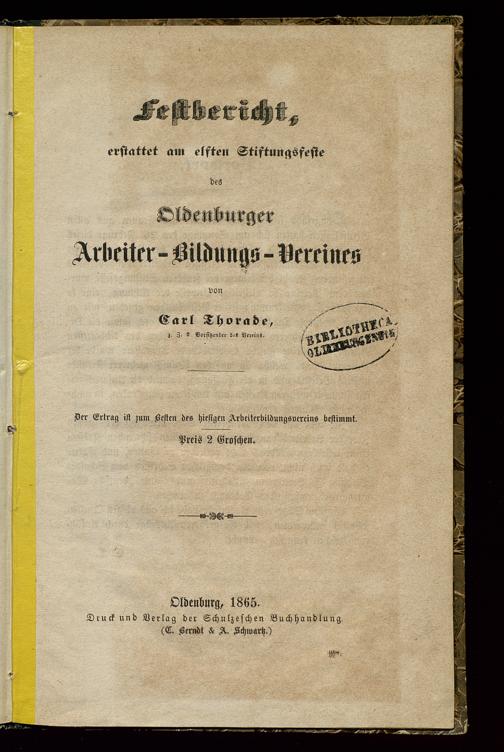 Festbericht,
erstattet am elften Stiftungsfeste
des
Oldenburger
Arbeiter-Bildungs-Vereines
von
Carl Thorade,
z. Z. Vorsitzender des Vereins.
BIBLIOTHECA
OLDENBURGENSIS
Der Ertrag ist zum Besten des hiesigen Arbeiterbildungsvereins bestimmt.
Preis 2 Groschen.
Oldenburg, 1865.
Druck und Verlag der Schulzeschen Buchhandlung
(C. Berndt & A. Schwartz.)